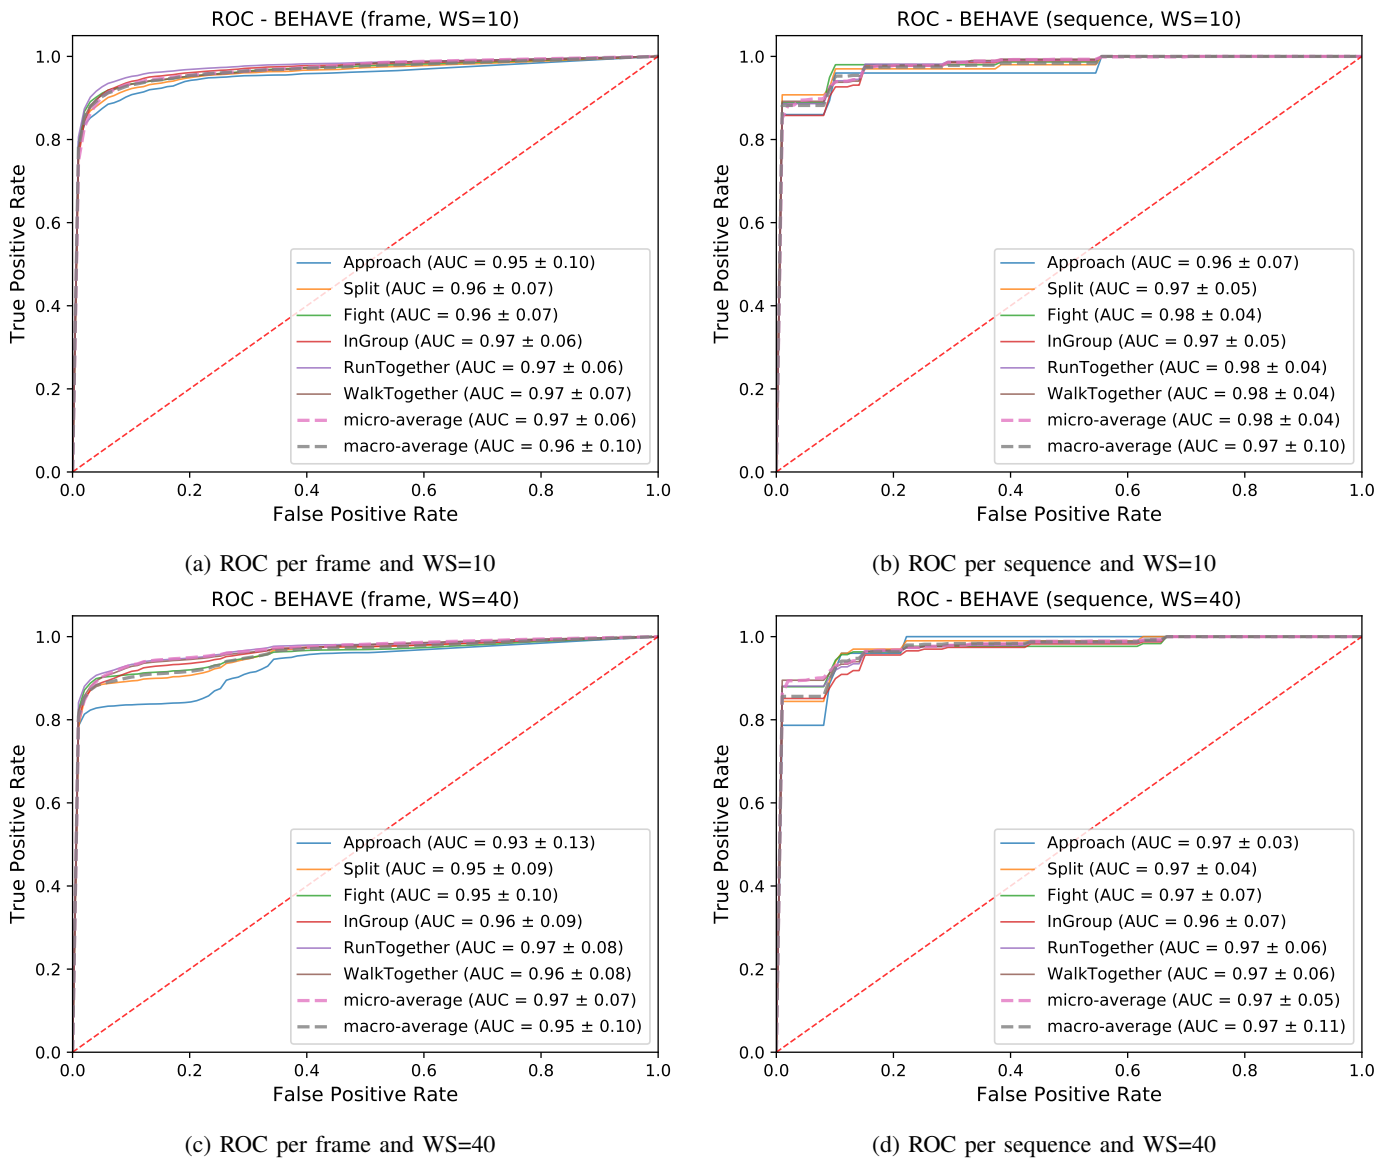 ROC - BEHAVE (frame, WS=10)
True Positive Rate
1.0
0.8
0.6
0.4
0.2
0.0
Approach (AUC = 0.95 ± 0.10)
Split (AUC = 0.96 ± 0.07)
Fight (AUC = 0.96 ± 0.07)
InGroup (AUC = 0.97 ± 0.06)
RunTogether (AUC = 0.97 ± 0.06)
WalkTogether (AUC = 0.97 ± 0.07)
micro-average (AUC = 0.97 ± 0.06)
macro-average (AUC = 0.96 ± 0.10)
0.0 0.2 0.4 0.6 0.8 1.0
False Positive Rate
(a) ROC per frame and WS=10
ROC - BEHAVE (sequence, WS=10)
True Positive Rate
1.0
0.8
0.6
0.4
0.2
0.0
Approach (AUC = 0.96 ± 0.07)
Split (AUC = 0.97 ± 0.05)
Fight (AUC = 0.98 ± 0.04)
InGroup (AUC = 0.97 ± 0.05)
RunTogether (AUC = 0.98 ± 0.04)
WalkTogether (AUC = 0.98 ± 0.04)
micro-average (AUC = 0.98 ± 0.04)
macro-average (AUC = 0.97 ± 0.10)
0.0 0.2 0.4 0.6 0.8 1.0
False Positive Rate
(b) ROC per sequence and WS=10
ROC - BEHAVE (frame, WS=40)
True Positive Rate
1.0
0.8
0.6
0.4
0.2
0.0
Approach (AUC = 0.93 ± 0.13)
Split (AUC = 0.95 ± 0.09)
Fight (AUC = 0.95 ± 0.10)
InGroup (AUC = 0.96 ± 0.09)
RunTogether (AUC = 0.97 ± 0.08)
WalkTogether (AUC = 0.96 ± 0.08)
micro-average (AUC = 0.97 ± 0.07)
macro-average (AUC = 0.95 ± 0.10)
0.0 0.2 0.4 0.6 0.8 1.0
False Positive Rate
(c) ROC per frame and WS=40
ROC - BEHAVE (sequence, WS=40)
True Positive Rate
1.0
0.8
0.6
0.4
0.2
0.0
Approach (AUC = 0.97 ± 0.03)
Split (AUC = 0.97 ± 0.04)
Fight (AUC = 0.97 ± 0.07)
InGroup (AUC = 0.96 ± 0.07)
RunTogether (AUC = 0.97 ± 0.06)
WalkTogether (AUC = 0.97 ± 0.06)
micro-average (AUC = 0.97 ± 0.05)
macro-average (AUC = 0.97 ± 0.11)
0.0 0.2 0.4 0.6 0.8 1.0
False Positive Rate
(d) ROC per sequence and WS=40